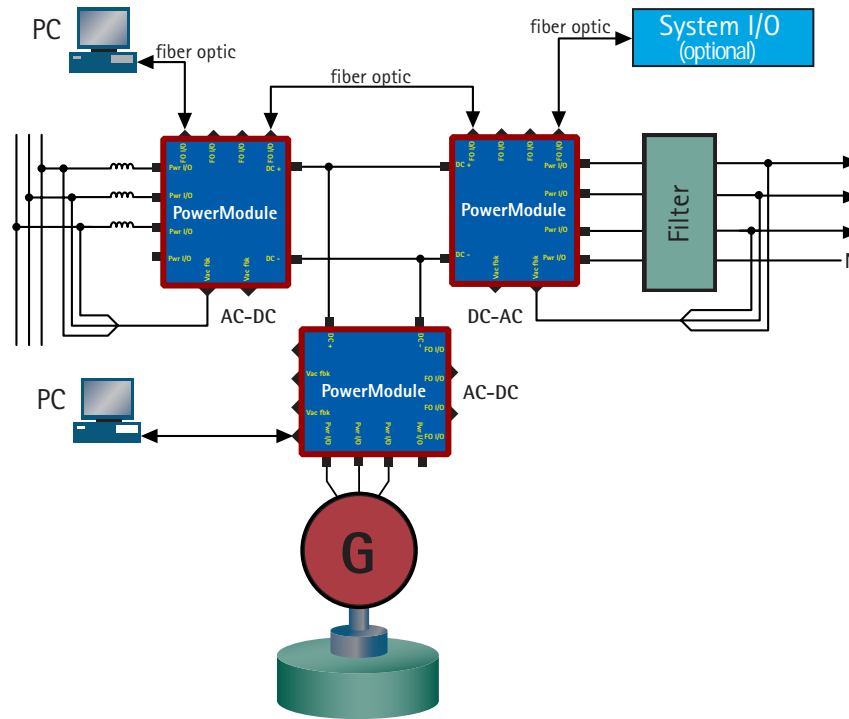 PC
fiber optic
fiber optic
fiber optic
System I/O
(optional)
FO I/O
FO I/O
FO I/O
FO I/O
Pwr I/O
DC +
Pwr I/O
PowerModule
Pwr I/O
Pwr I/O
DC -
Vac fbk
Vac fbk
AC-DC
FO I/O
FO I/O
FO I/O
FO I/O
DC +
Pwr I/O
Pwr I/O
PowerModule
Pwr I/O
DC -
Pwr I/O
Vac fbk
Vac fbk
DC-AC
Filter
PC
DC +
DC -
FO I/O
Vac fbk
FO I/O
PowerModule
FO I/O
Vac fbk
FO I/O
Pwr I/O
Pwr I/O
Pwr I/O
Pwr I/O
AC-DC
G